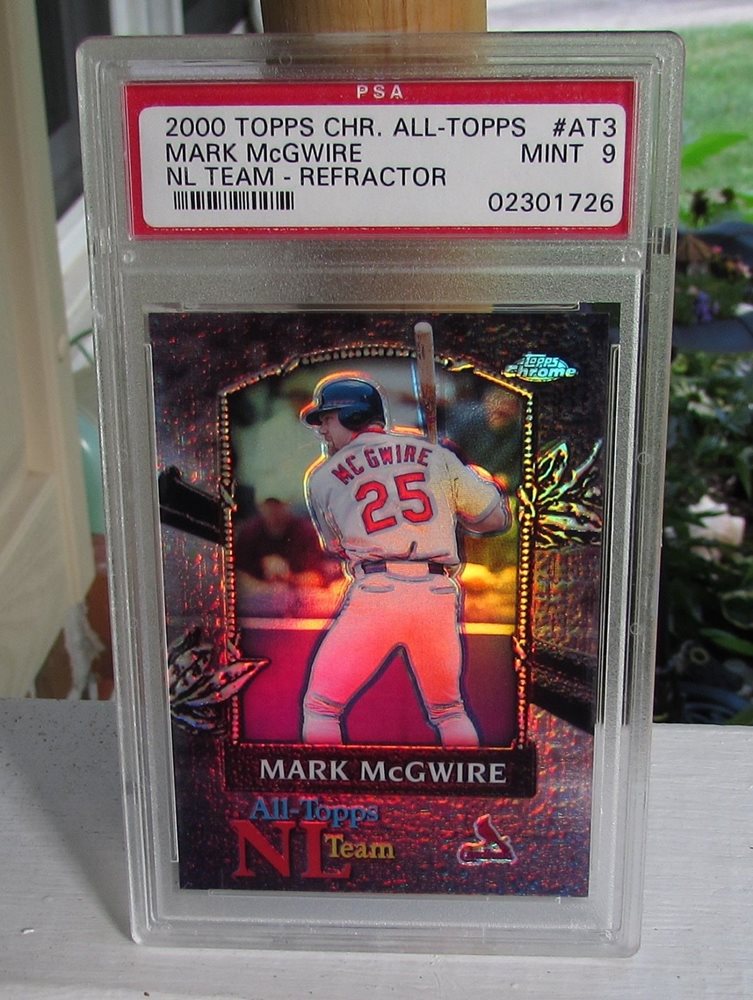 PSA
2000 TOPPS CHR. ALL-TOPPS #AT3
MARK McGWIRE MINT 9
NL TEAM - REFRACTOR
02301726
Topps
Chrome
MCGWIRE
25
MARK McGWIRE
All-Topps
NL Team